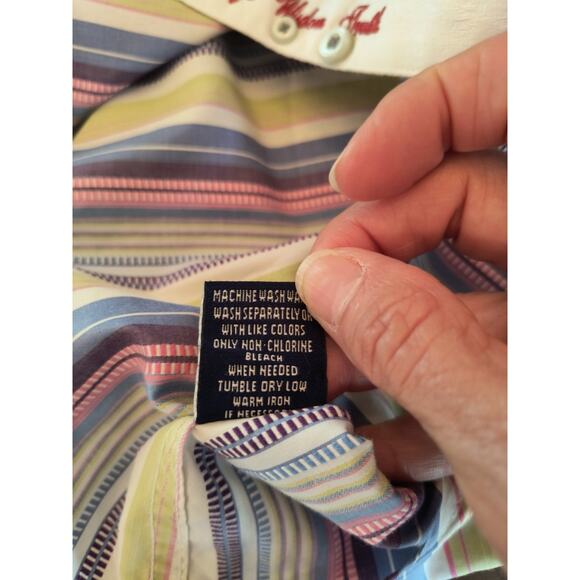 MACHINE WASH
WASH SEPARATELY OR
WITH LIKE COLORS
ONLY NON-CHLORINE
BLEACH
WHEN NEEDED
TUMBLE DRY LOW
WARM IRON
IF